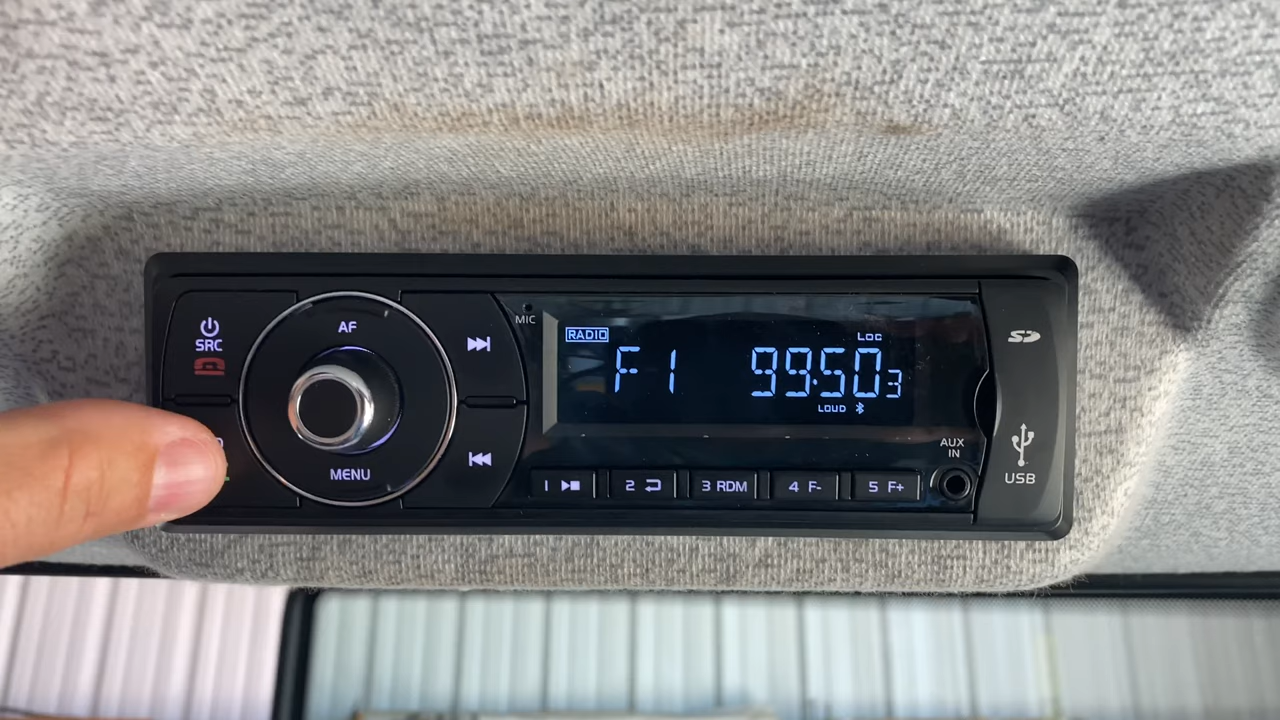 SRC
AF
MENU
MIC
RADIO
LOC
F1 99.50 3
LOUD
1
2
3 RDM
4 F-
5 F+
AUX
IN
SD
USB